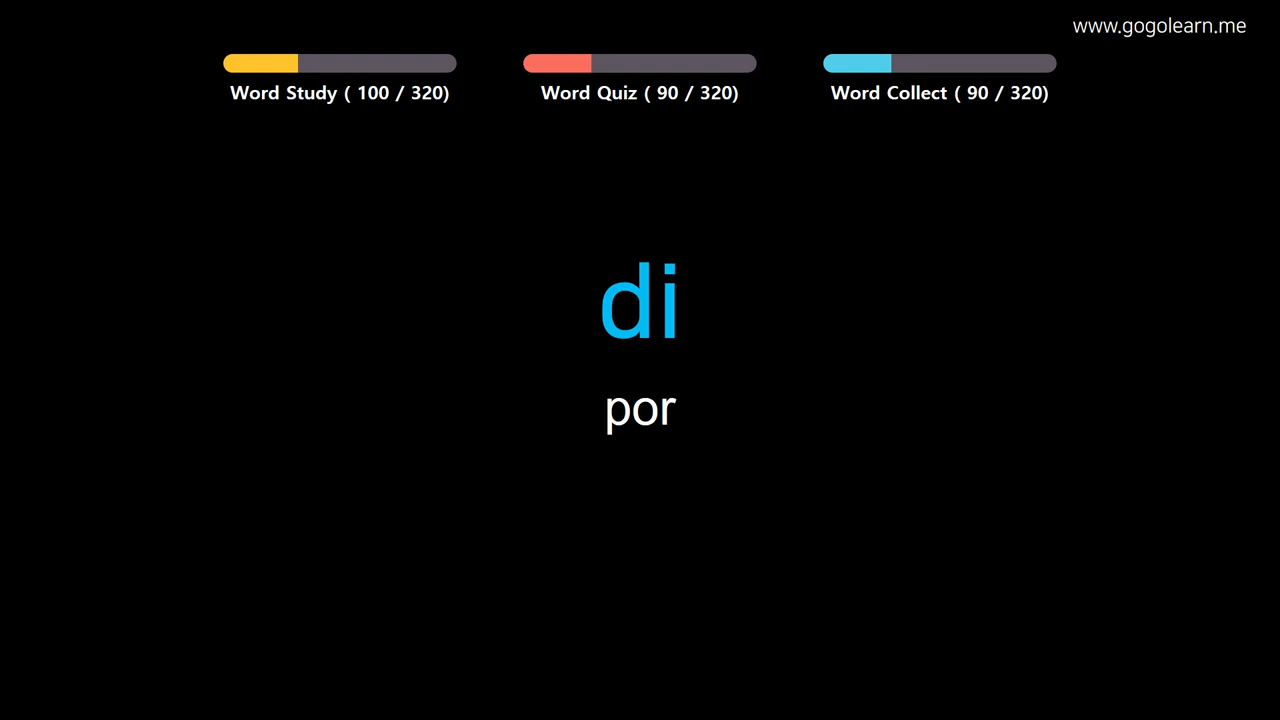 www.gogolearn.me
Word Study ( 100 / 320)
Word Quiz ( 90 / 320)
Word Collect ( 90 / 320)
di
por